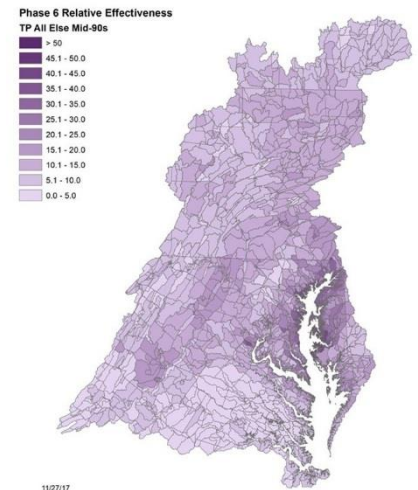 Phase 6 Relative Effectiveness
TP All Else Mid-90s
> 50
45.1 - 50.0
40.1 - 45.0
35.1 - 40.0
30.1 - 35.0
25.1 - 30.0
20.1 - 25.0
15.1 - 20.0
10.1 - 15.0
5.1 - 10.0
0.0 - 5.0
11/27/17